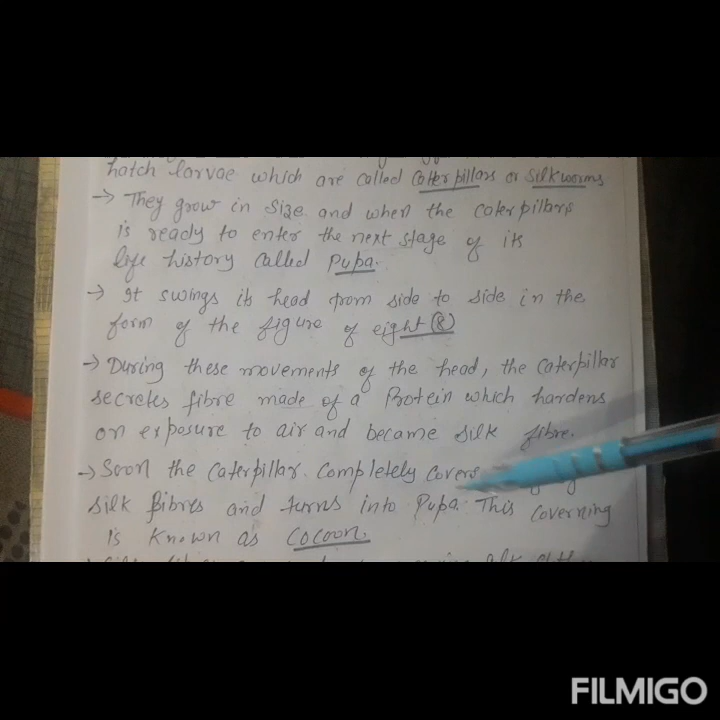 hatch larvae which are called Caterpillars or Silkworms
→ They grow in size and when the caterpillars
is ready to enter the next stage of its
life history called Pupa.
→ It swings its head from side to side in the
form of the figure of eight (8)
→ During these movements of the head, the caterpillar
secretes fibre made of a Protein which hardens
on exposure to air and became silk fibre.
→ Soon the caterpillar completely covers
silk fibres and turns into Pupa. This coverning
is known as Cocoon.
FILMIGO